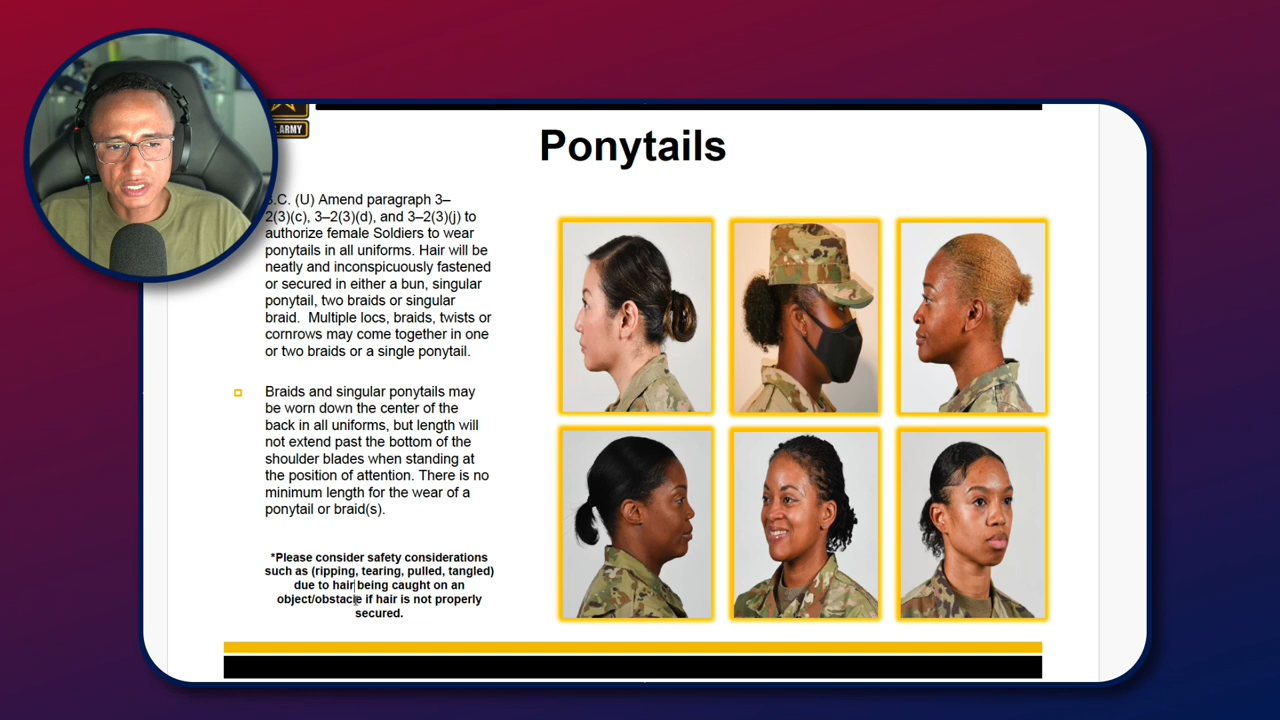 .ARMY
Ponytails
.C. (U) Amend paragraph 3–
2(3)(c), 3–2(3)(d), and 3–2(3)(j) to
authorize female Soldiers to wear
ponytails in all uniforms. Hair will be
neatly and inconspicuously fastened
or secured in either a bun, singular
ponytail, two braids or singular
braid.  Multiple locs, braids, twists or
cornrows may come together in one
or two braids or a single ponytail.
Braids and singular ponytails may
be worn down the center of the
back in all uniforms, but length will
not extend past the bottom of the
shoulder blades when standing at
the position of attention. There is no
minimum length for the wear of a
ponytail or braid(s).
*Please consider safety considerations
such as (ripping, tearing, pulled, tangled)
due to hair being caught on an
object/obstacle if hair is not properly
secured.